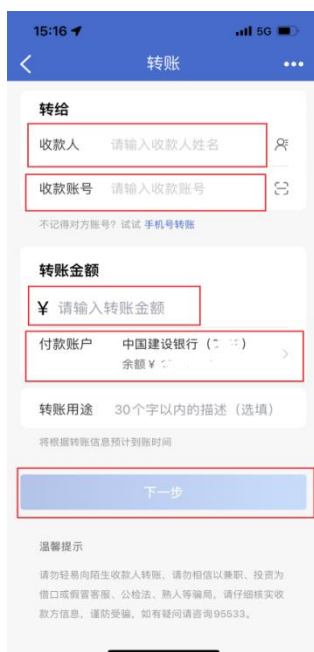 15:16
5G
转账
转给
收款人 请输入收款人姓名
收款账号 请输入收款账号
不记得对方账号? 试试 手机号转账
转账金额
¥ 请输入转账金额
付款账户 中国建设银行 ( )
余额 ¥
转账用途 30个字以内的描述 (选填)
将根据转账信息预计到账时间
下一步
温馨提示
请勿轻易向陌生收款人转账、请勿相信以兼职、投资为
借口或假冒客服、公检法、熟人等骗局,请仔细核实收
款方信息,谨防受骗,如有疑问请咨询95533。